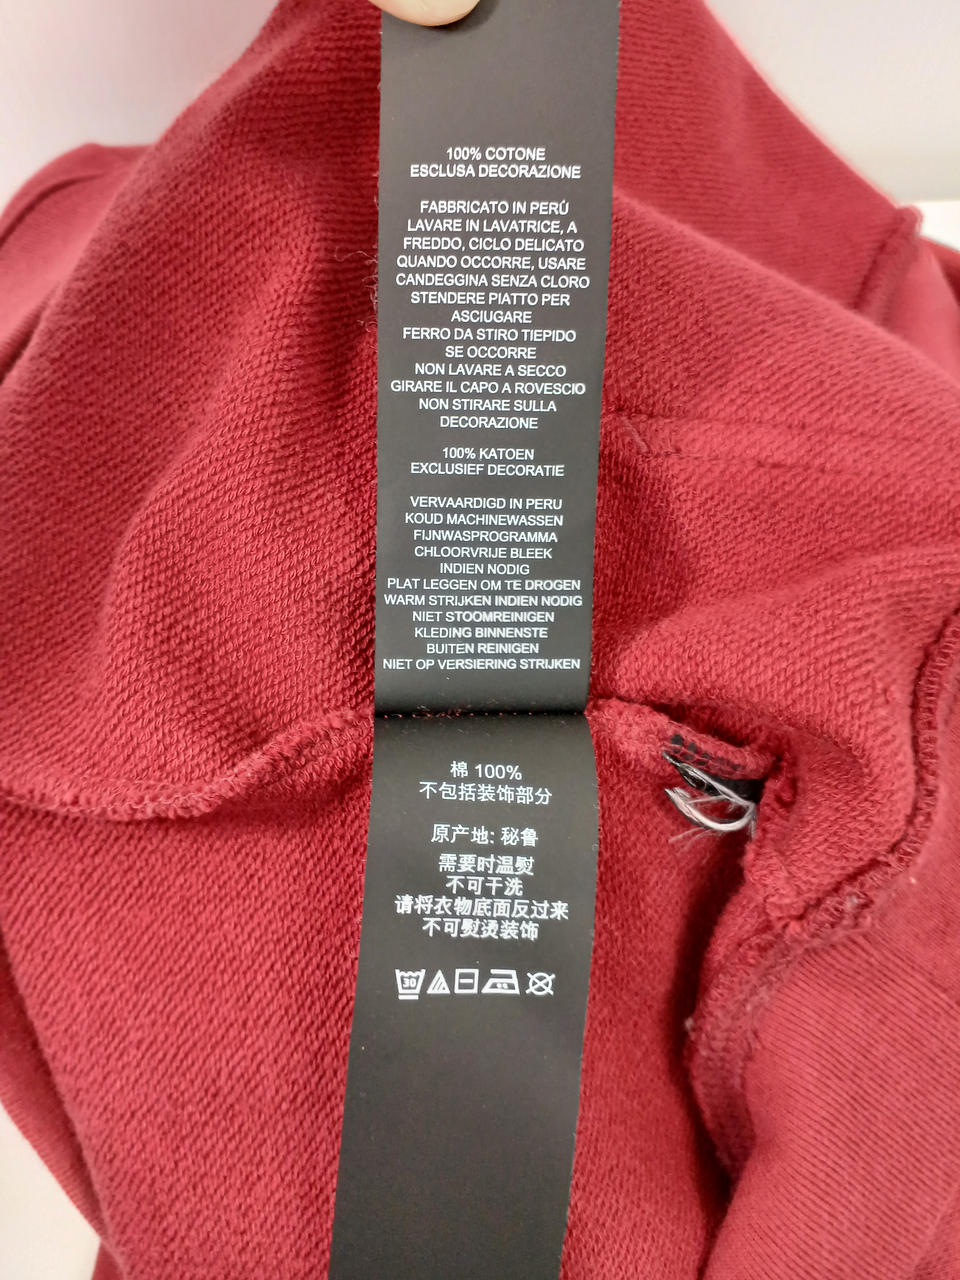 100% COTONE
ESCLUSA DECORAZIONE
FABBRICATO IN PERÚ
LAVARE IN LAVATRICE, A
FREDDO, CICLO DELICATO
QUANDO OCCORRE, USARE
CANDEGGINA SENZA CLORO
STENDERE PIATTO PER
ASCIUGARE
FERRO DA STIRO TIEPIDO
SE OCCORRE
NON LAVARE A SECCO
GIRARE IL CAPO A ROVESCIO
NON STIRARE SULLA
DECORAZIONE
100% KATOEN
EXCLUSIEF DECORATIE
VERVAARDIGD IN PERU
KOUD MACHINEWASSEN
FIJNWASPROGRAMMA
CHLOORVRIJE BLEEK
INDIEN NODIG
PLAT LEGGEN OM TE DROGEN
WARM STRIJKEN INDIEN NODIG
NIET STOOMREINIGEN
KLEDING BINNENSTE
BUITEN REINIGEN
NIET OP VERSIERING STRIJKEN
棉 100%
不包括装饰部分
原产地: 秘鲁
需要时温熨
不可干洗
请将衣物底面反过来
不可熨烫装饰
30